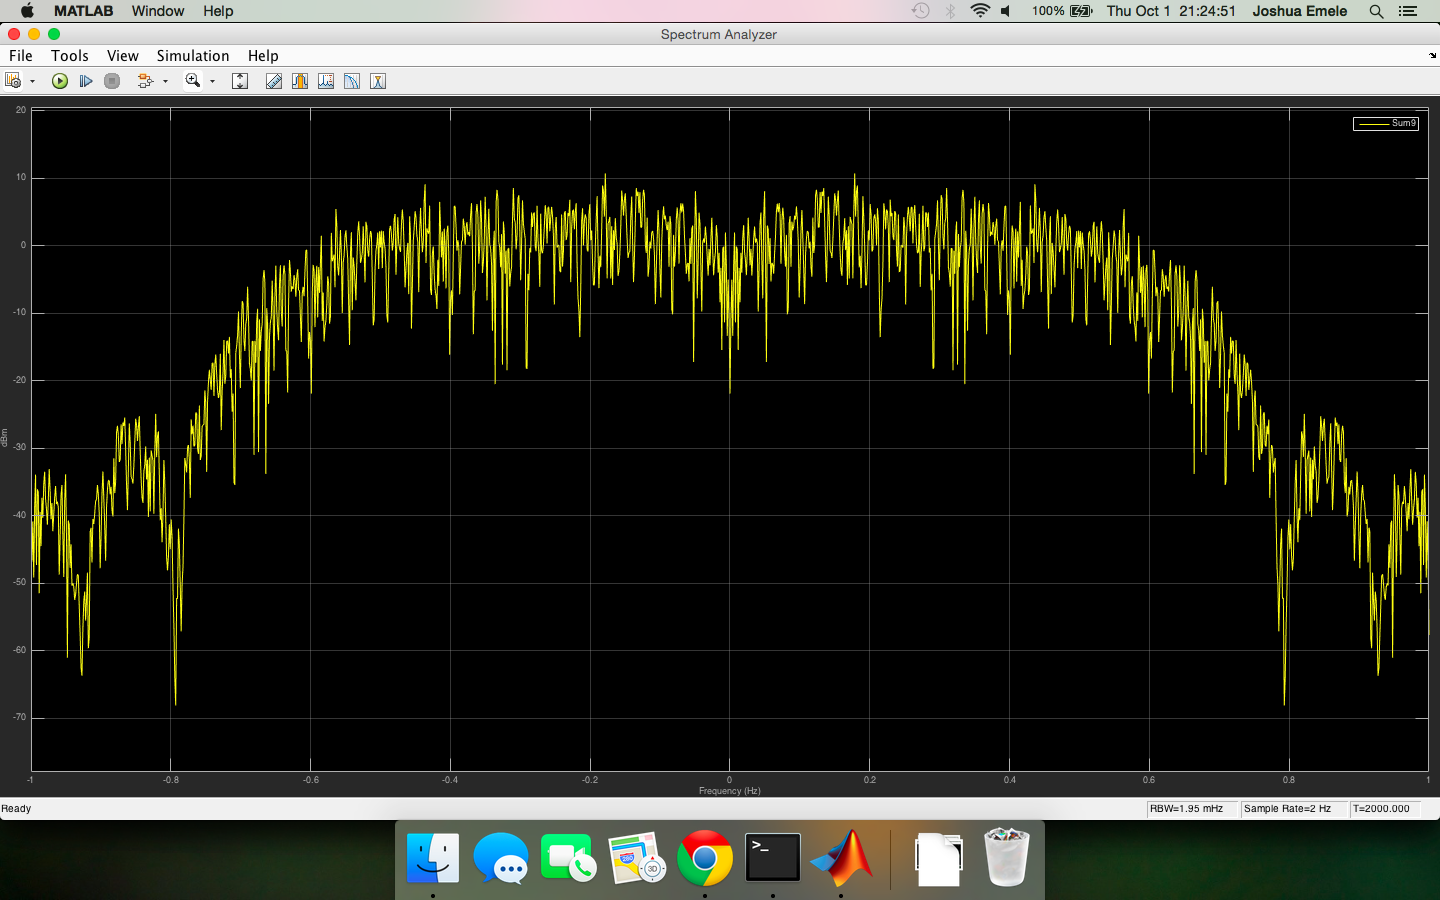 MATLAB Window Help 100% Thu Oct 1 21:24:51 Joshua Emele
Spectrum Analyzer
File Tools View Simulation Help
Sum9
20
10
0
-10
-20
-30
-40
-50
-60
-70
dBm
-1 -0.8 -0.6 -0.4 -0.2 0 0.2 0.4 0.6 0.8 1
Frequency (Hz)
Ready RBW=1.95 mHz Sample Rate=2 Hz T=2000.000
280
3D
>_